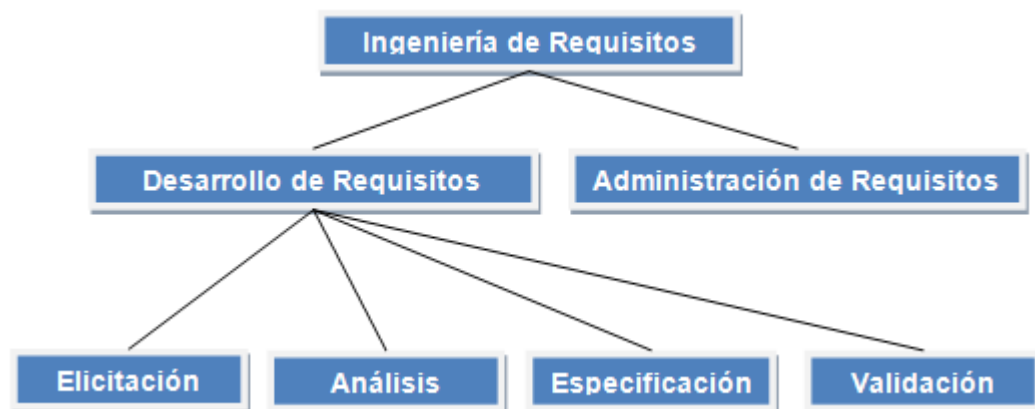 Ingeniería de Requisitos
Desarrollo de Requisitos
Administración de Requisitos
Elicitación
Análisis
Especificación
Validación